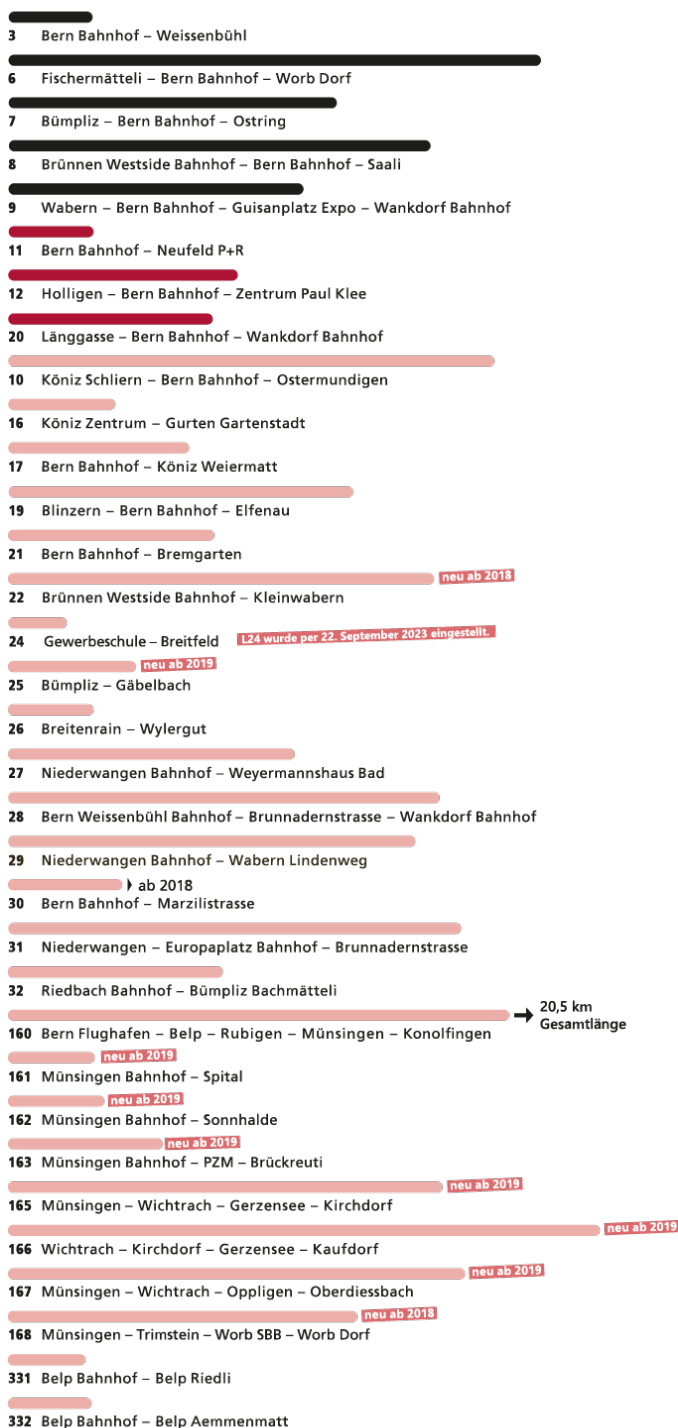 3 Bern Bahnhof – Weissenbühl
6 Fischermätteli – Bern Bahnhof – Worb Dorf
7 Bümpliz – Bern Bahnhof – Ostring
8 Brünnen Westside Bahnhof – Bern Bahnhof – Saali
9 Wabern – Bern Bahnhof – Guisanplatz Expo – Wankdorf Bahnhof
11 Bern Bahnhof – Neufeld P+R
12 Holligen – Bern Bahnhof – Zentrum Paul Klee
20 Länggasse – Bern Bahnhof – Wankdorf Bahnhof
10 Köniz Schliern – Bern Bahnhof – Ostermundigen
16 Köniz Zentrum – Gurten Gartenstadt
17 Bern Bahnhof – Köniz Weiermatt
19 Blinzern – Bern Bahnhof – Elfenau
21 Bern Bahnhof – Bremgarten
neu ab 2018
22 Brünnen Westside Bahnhof – Kleinwabern
24 Gewerbeschule – Breitfeld L24 wurde per 22. September 2023 eingestellt.
neu ab 2019
25 Bümpliz – Gäbelbach
26 Breitenrain – Wylergut
27 Niederwangen Bahnhof – Weyermannshaus Bad
28 Bern Weissenbühl Bahnhof – Brunnadernstrasse – Wankdorf Bahnhof
29 Niederwangen Bahnhof – Wabern Lindenweg
ab 2018
30 Bern Bahnhof – Marzilistrasse
31 Niederwangen – Europaplatz Bahnhof – Brunnadernstrasse
32 Riedbach Bahnhof – Bümpliz Bachmätteli
20,5 km
Gesamtlänge
160 Bern Flughafen – Belp – Rubigen – Münsingen – Konolfingen
neu ab 2019
161 Münsingen Bahnhof – Spital
neu ab 2019
162 Münsingen Bahnhof – Sonnhalde
neu ab 2019
163 Münsingen Bahnhof – PZM – Brückreuti
neu ab 2019
165 Münsingen – Wichtrach – Gerzensee – Kirchdorf
neu ab 2019
166 Wichtrach – Kirchdorf – Gerzensee – Kaufdorf
neu ab 2019
167 Münsingen – Wichtrach – Oppligen – Oberdiessbach
neu ab 2018
168 Münsingen – Trimstein – Worb SBB – Worb Dorf
331 Belp Bahnhof – Belp Riedli
332 Belp Bahnhof – Belp Aemmenmatt